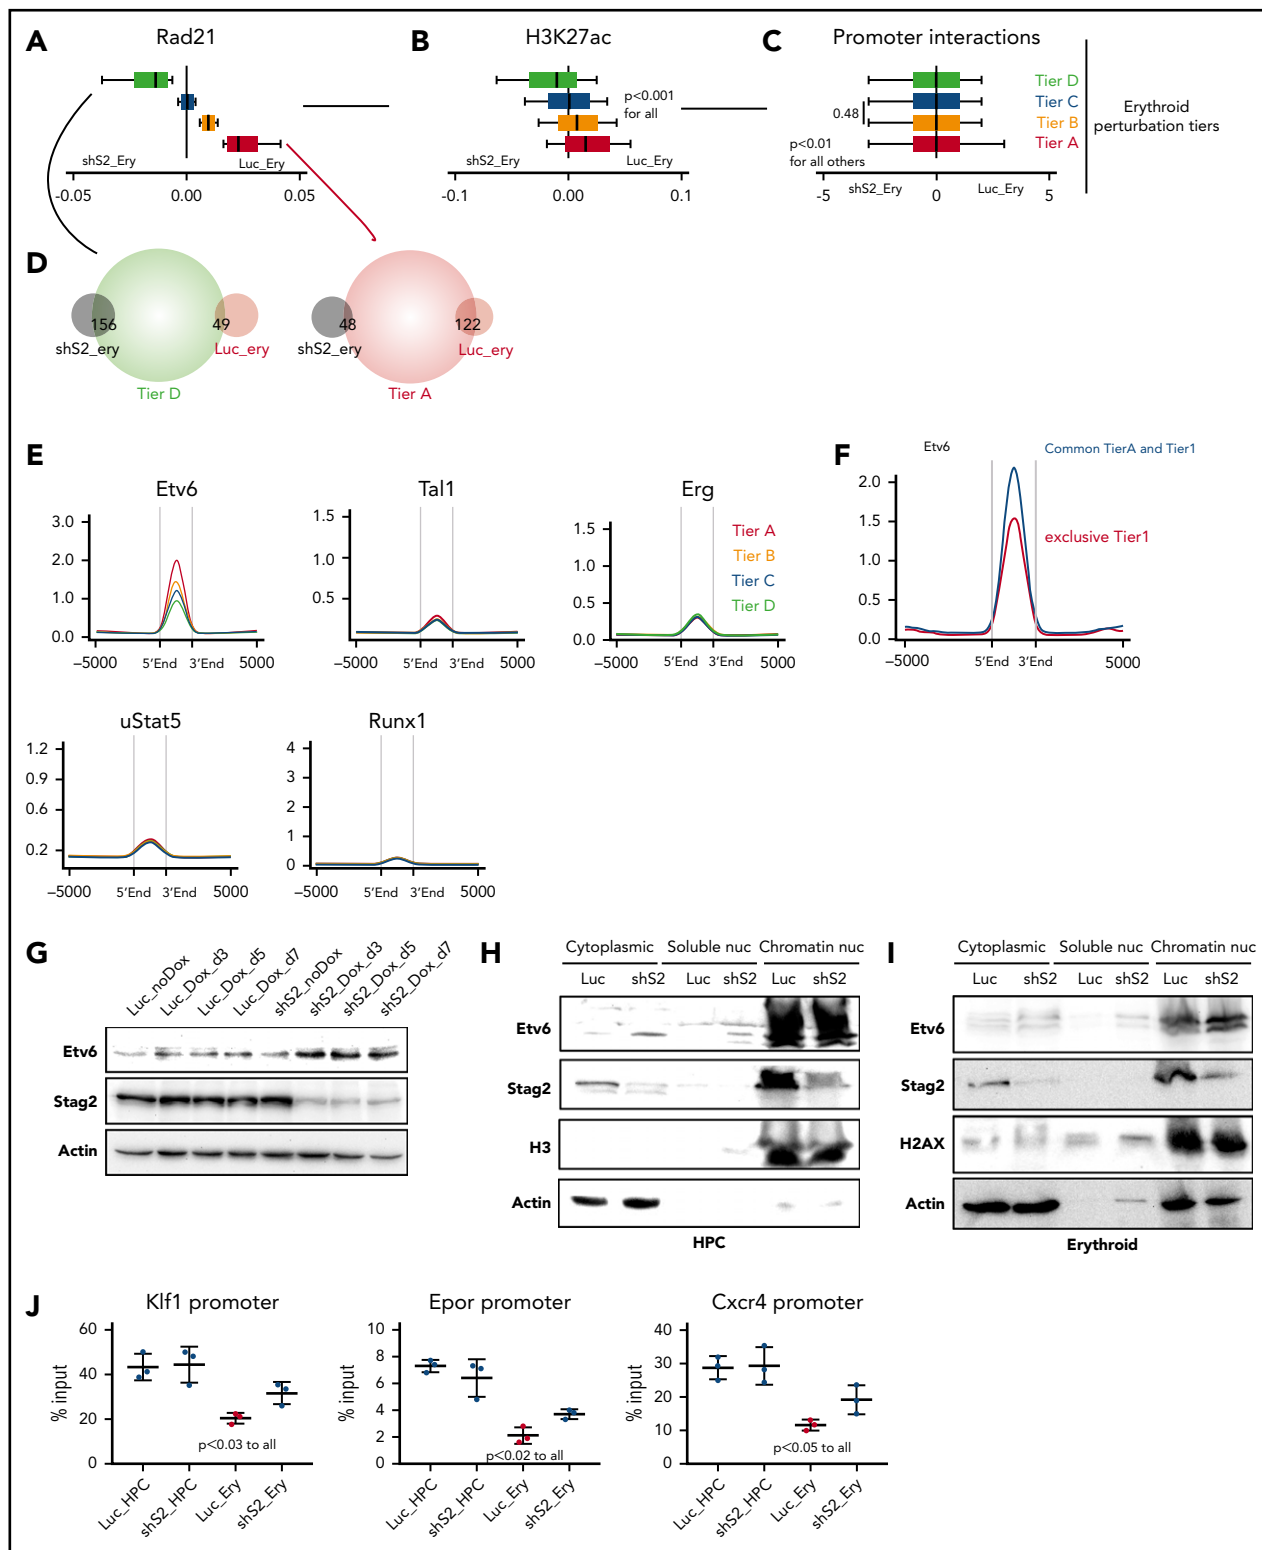 A
Rad21
shS2_Ery
Luc_Ery
-0.05
0.00
0.05
B
H3K27ac
p<0.001
for all
shS2_Ery
Luc_Ery
-0.1
0.00
0.1
C
Promoter interactions
0.48
p<0.01
for all others
shS2_Ery
Luc_Ery
-5
0
5
Tier D
Tier C
Tier B
Tier A
Erythroid
perturbation tiers
D
156
49
shS2_ery
Luc_ery
Tier D
48
122
shS2_ery
Luc_ery
Tier A
E
Etv6
3.0
2.0
1.0
0.0
−5000
5'End
3'End
5000
Tal1
1.5
1.0
0.5
−5000
5'End
3'End
5000
Erg
1.5
1.0
0.5
0.0
Tier A
Tier B
Tier C
Tier D
−5000
5'End
3'End
5000
F
Etv6
Common TierA and Tier1
exclusive Tier1
2.0
1.5
1.0
0.5
0.0
−5000
5'End
3'End
5000
uStat5
1.2
0.9
0.6
0.2
−5000
5'End
3'End
5000
Runx1
4
3
2
1
0
−5000
5'End
3'End
5000
G
Luc_noDox
Luc_Dox_d3
Luc_Dox_d5
Luc_Dox_d7
shS2_noDox
shS2_Dox_d3
shS2_Dox_d5
shS2_Dox_d7
Etv6
Stag2
Actin
H
Cytoplasmic
Soluble nuc
Chromatin nuc
Luc
shS2
Luc
shS2
Luc
shS2
Etv6
Stag2
H3
Actin
HPC
I
Cytoplasmic
Soluble nuc
Chromatin nuc
Luc
shS2
Luc
shS2
Luc
shS2
Etv6
Stag2
H2AX
Actin
Erythroid
J
Klf1 promoter
% input
60
40
20
0
p<0.03 to all
Luc_HPC
shS2_HPC
Luc_Ery
shS2_Ery
Epor promoter
% input
10
8
6
4
2
0
p<0.02 to all
Luc_HPC
shS2_HPC
Luc_Ery
shS2_Ery
Cxcr4 promoter
% input
40
30
20
10
0
p<0.05 to all
Luc_HPC
shS2_HPC
Luc_Ery
shS2_Ery